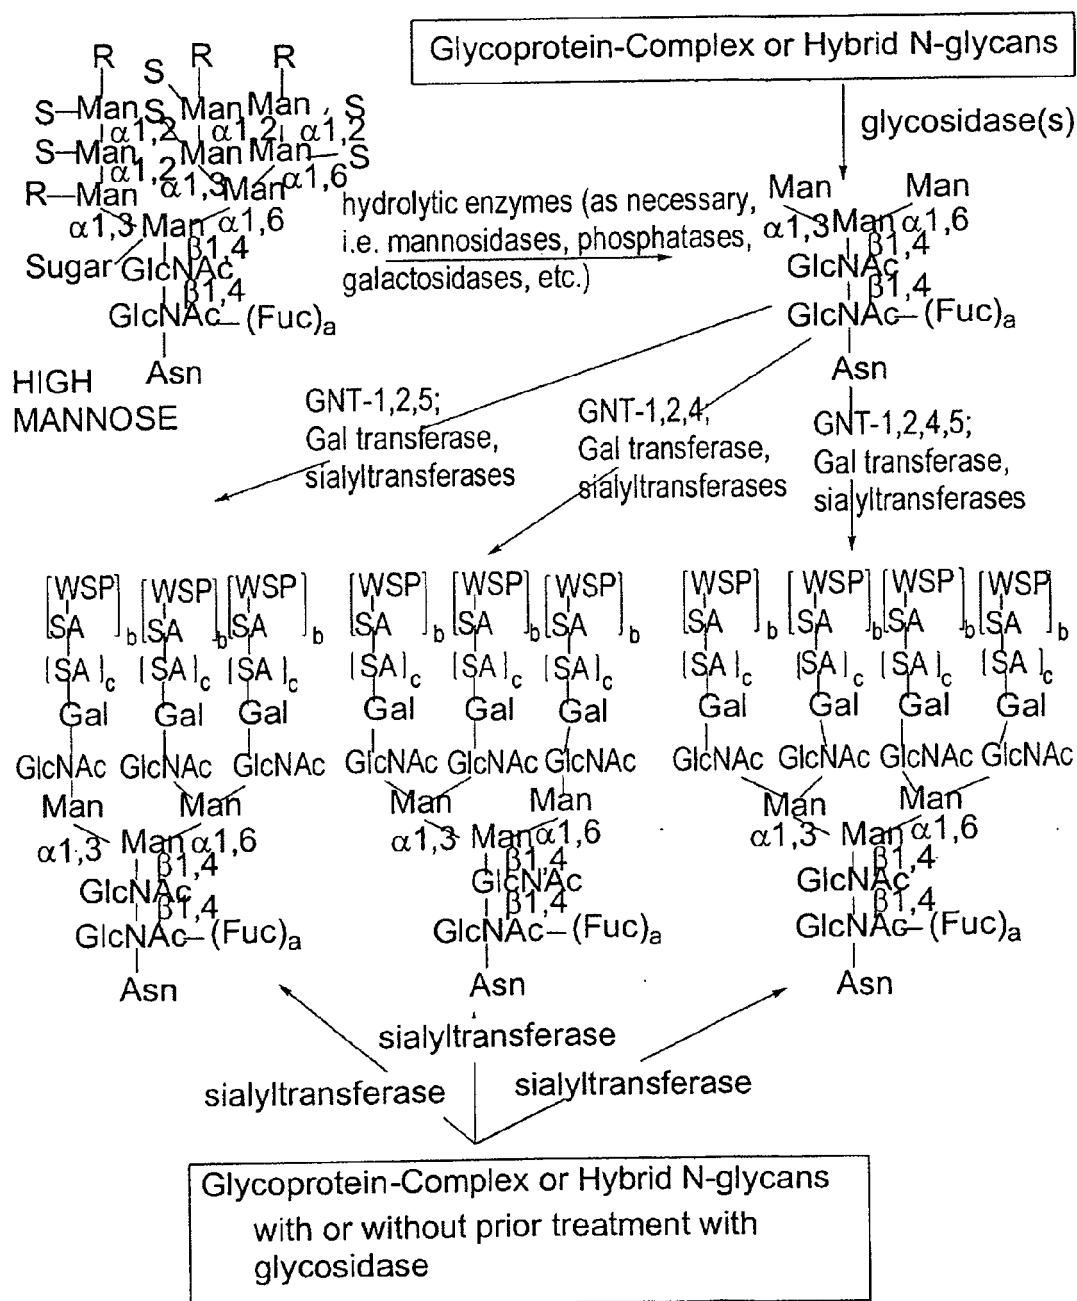 Glycoprotein-Complex or Hybrid N-glycans
glycosidase(s)
R S R R
S–Man S Man Man S
α1,2 α1,2 α1,2
S–Man Man Man–S
α1,2 α1,3 α1,6
R–Man Man
α1,3 Man α1,6
β1,4
Sugar GlcNAc
β1,4
GlcNAc–(Fuc)a
Asn
HIGH
MANNOSE
hydrolytic enzymes (as necessary,
i.e. mannosidases, phosphatases,
galactosidases, etc.)
Man Man
α1,3 Man α1,6
β1,4
GlcNAc
β1,4
GlcNAc–(Fuc)a
Asn
GNT-1,2,5;
Gal transferase,
sialyltransferases
GNT-1,2,4;
Gal transferase,
sialyltransferases
GNT-1,2,4,5;
Gal transferase,
sialyltransferases
[WSP [WSP [WSP
SA]b SA]b SA]b
[SA]c [SA]c [SA]c
Gal Gal Gal
GlcNAc GlcNAc GlcNAc
Man Man
α1,3 Man α1,6
β1,4
GlcNAc
β1,4
GlcNAc–(Fuc)a
Asn
[WSP [WSP [WSP
SA]b SA]b SA]b
[SA]c [SA]c [SA]c
Gal Gal Gal
GlcNAc GlcNAc GlcNAc
Man Man
α1,3 Man α1,6
β1,4
GlcNAc
β1,4
GlcNAc–(Fuc)a
Asn
[WSP [WSP [WSP [WSP
SA]b SA]b SA]b SA]b
[SA]c [SA]c [SA]c [SA]c
Gal Gal Gal Gal
GlcNAc GlcNAc GlcNAc GlcNAc
Man Man
α1,3 Man α1,6
β1,4
GlcNAc
β1,4
GlcNAc–(Fuc)a
Asn
sialyltransferase
sialyltransferase
sialyltransferase
Glycoprotein-Complex or Hybrid N-glycans
with or without prior treatment with
glycosidase